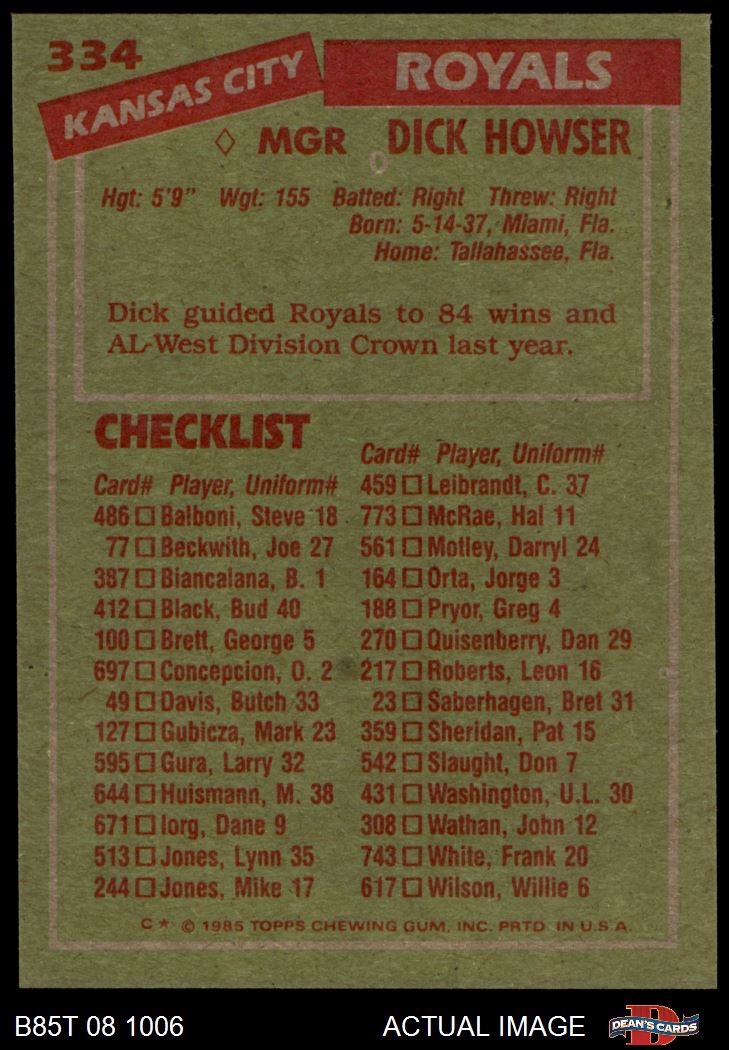 334
KANSAS CITY ROYALS
◊ MGR DICK HOWSER
Hgt: 5'9" Wgt: 155 Batted: Right Threw: Right
Born: 5-14-37, Miami, Fla.
Home: Tallahassee, Fla.
Dick guided Royals to 84 wins and
AL-West Division Crown last year.
CHECKLIST
Card# Player, Uniform#
486 □ Balboni, Steve 18
77 □ Beckwith, Joe 27
387 □ Biancalana, B. 1
412 □ Black, Bud 40
100 □ Brett, George 5
697 □ Concepcion, O. 2
49 □ Davis, Butch 33
127 □ Gubicza, Mark 23
595 □ Gura, Larry 32
644 □ Huismann, M. 38
671 □ Iorg, Dane 9
513 □ Jones, Lynn 35
244 □ Jones, Mike 17
Card# Player, Uniform#
459 □ Leibrandt, C. 37
773 □ McRae, Hal 11
561 □ Motley, Darryl 24
164 □ Orta, Jorge 3
188 □ Pryor, Greg 4
270 □ Quisenberry, Dan 29
217 □ Roberts, Leon 16
23 □ Saberhagen, Bret 31
359 □ Sheridan, Pat 15
542 □ Slaught, Don 7
431 □ Washington, U.L. 30
308 □ Wathan, John 12
743 □ White, Frank 20
617 □ Wilson, Willie 6
C * © 1985 TOPPS CHEWING GUM, INC. PRTD. IN U.S.A.
B85T 08 1006 ACTUAL IMAGE D DEAN'S CARDS